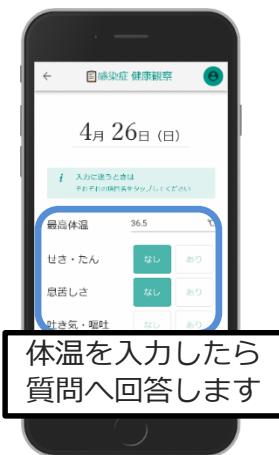 感染症 健康観察
4月 26日 (日)
i 入力に迷うときは
それぞれの項目名をタップしてください
最高体温 36.5 ℃
せき・たん なし あり
息苦しさ なし あり
吐き気・嘔吐 なし あり
体温を入力したら
質問へ回答します